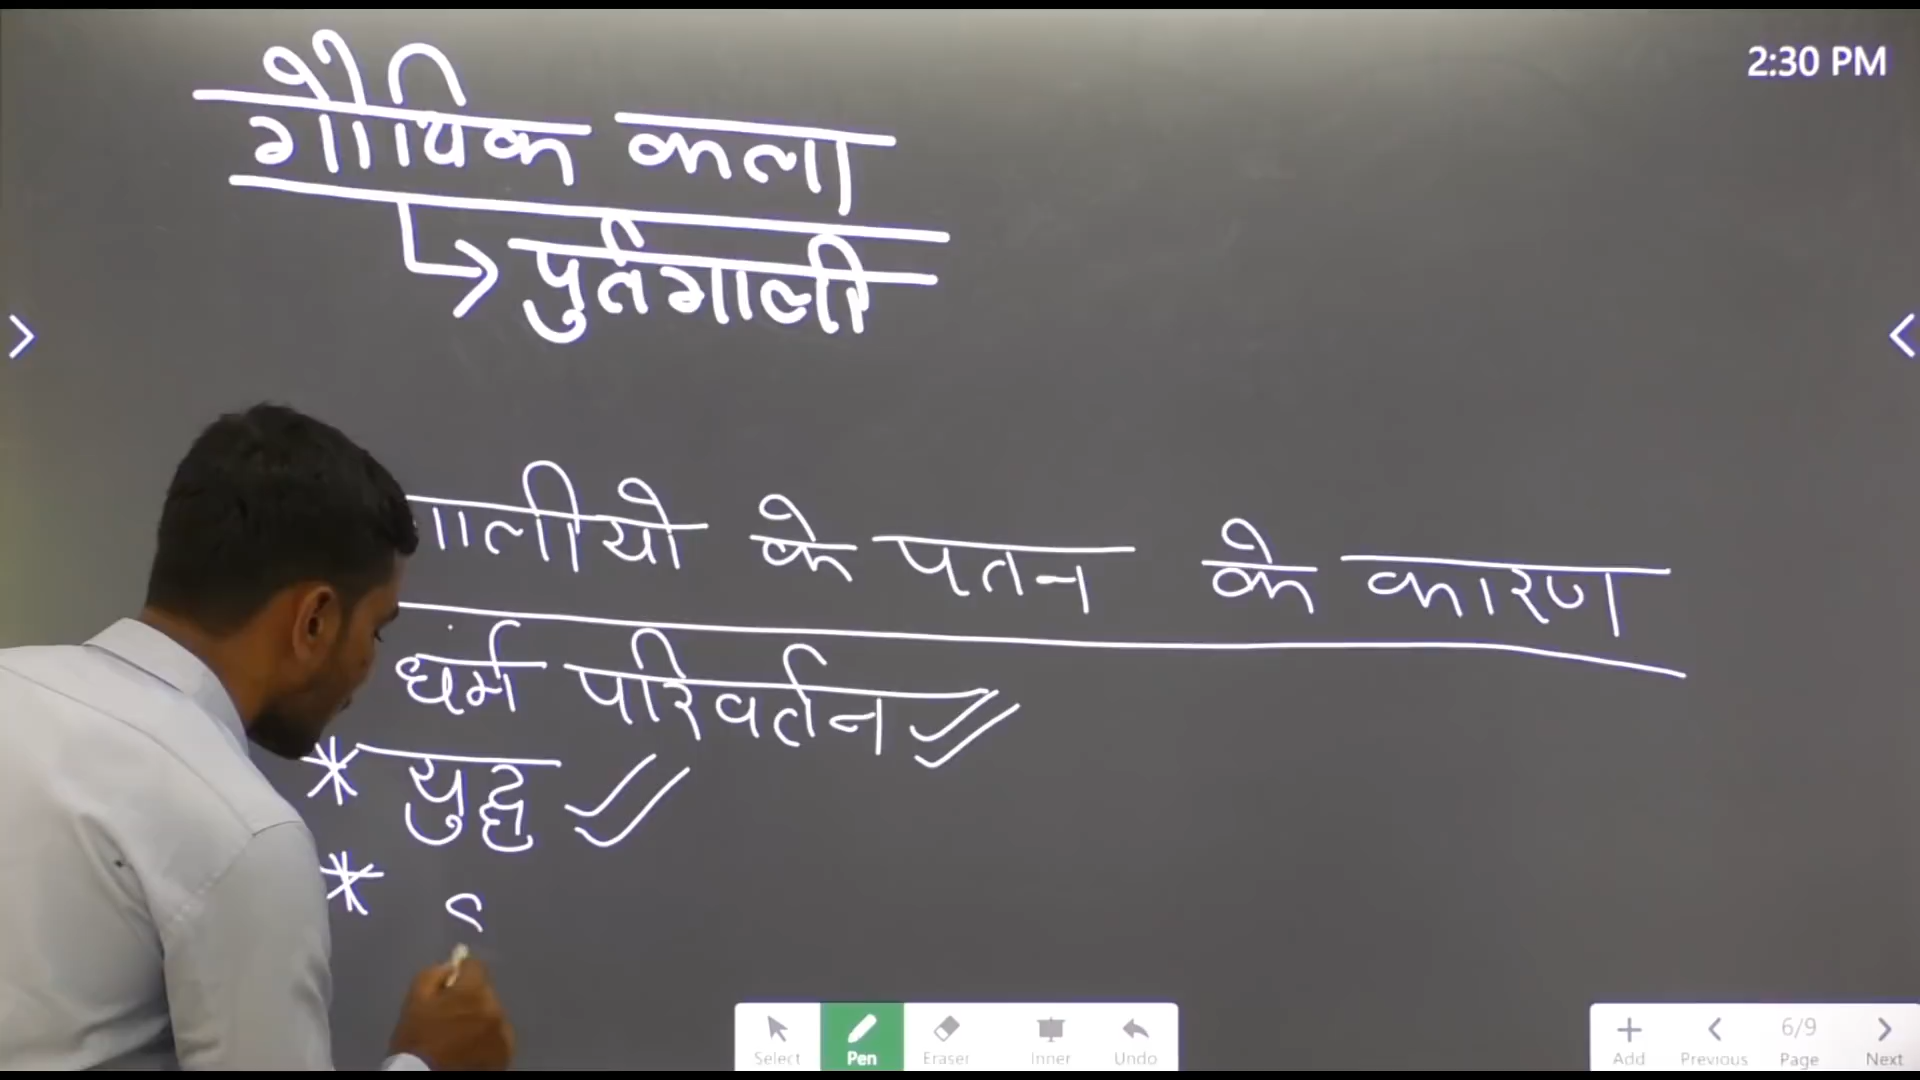 2:30 PM
गौथिक कला
पुर्तगाली
गालीयो के पतन के कारण
धर्म परिवर्तन
* युद्ध
*
Select Pen Eraser Inner Undo
Add Previous 6/9 Page Next